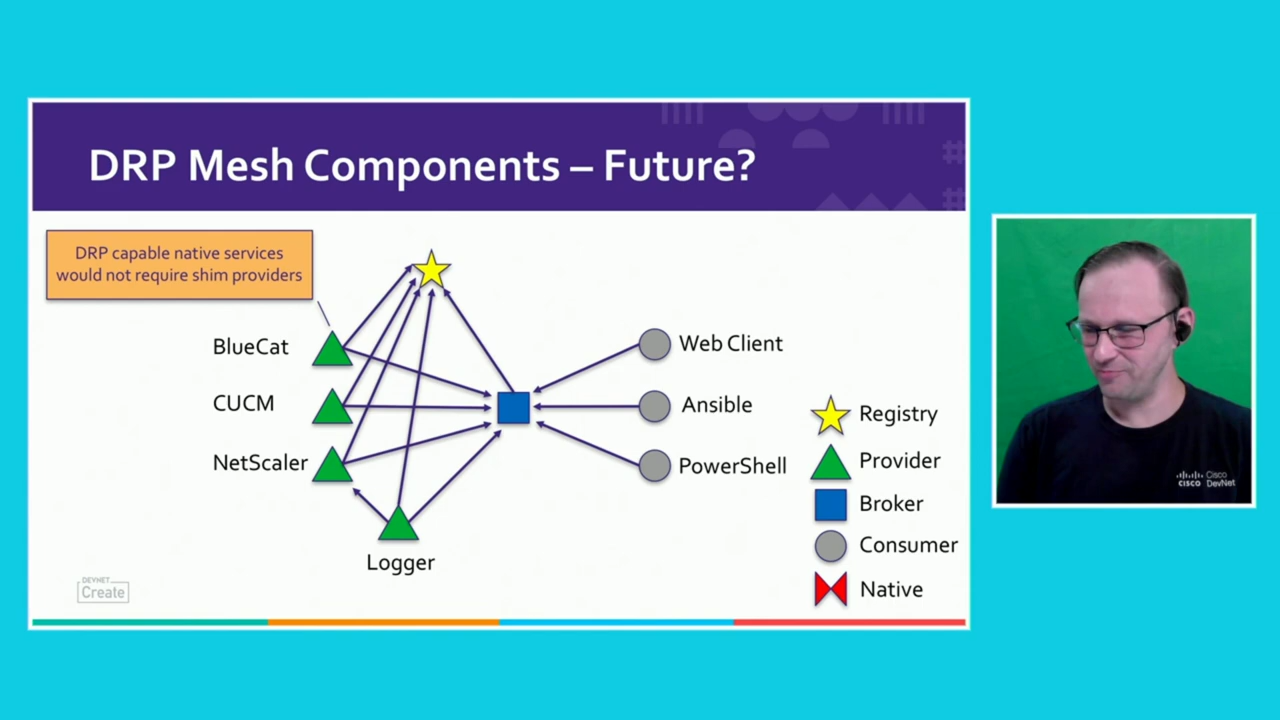 DRP Mesh Components – Future?
DRP capable native services
would not require shim providers
BlueCat
CUCM
NetScaler
Logger
Web Client
Ansible
PowerShell
Registry
Provider
Broker
Consumer
Native
DEVNET
Create
CISCO
Cisco
DevNet